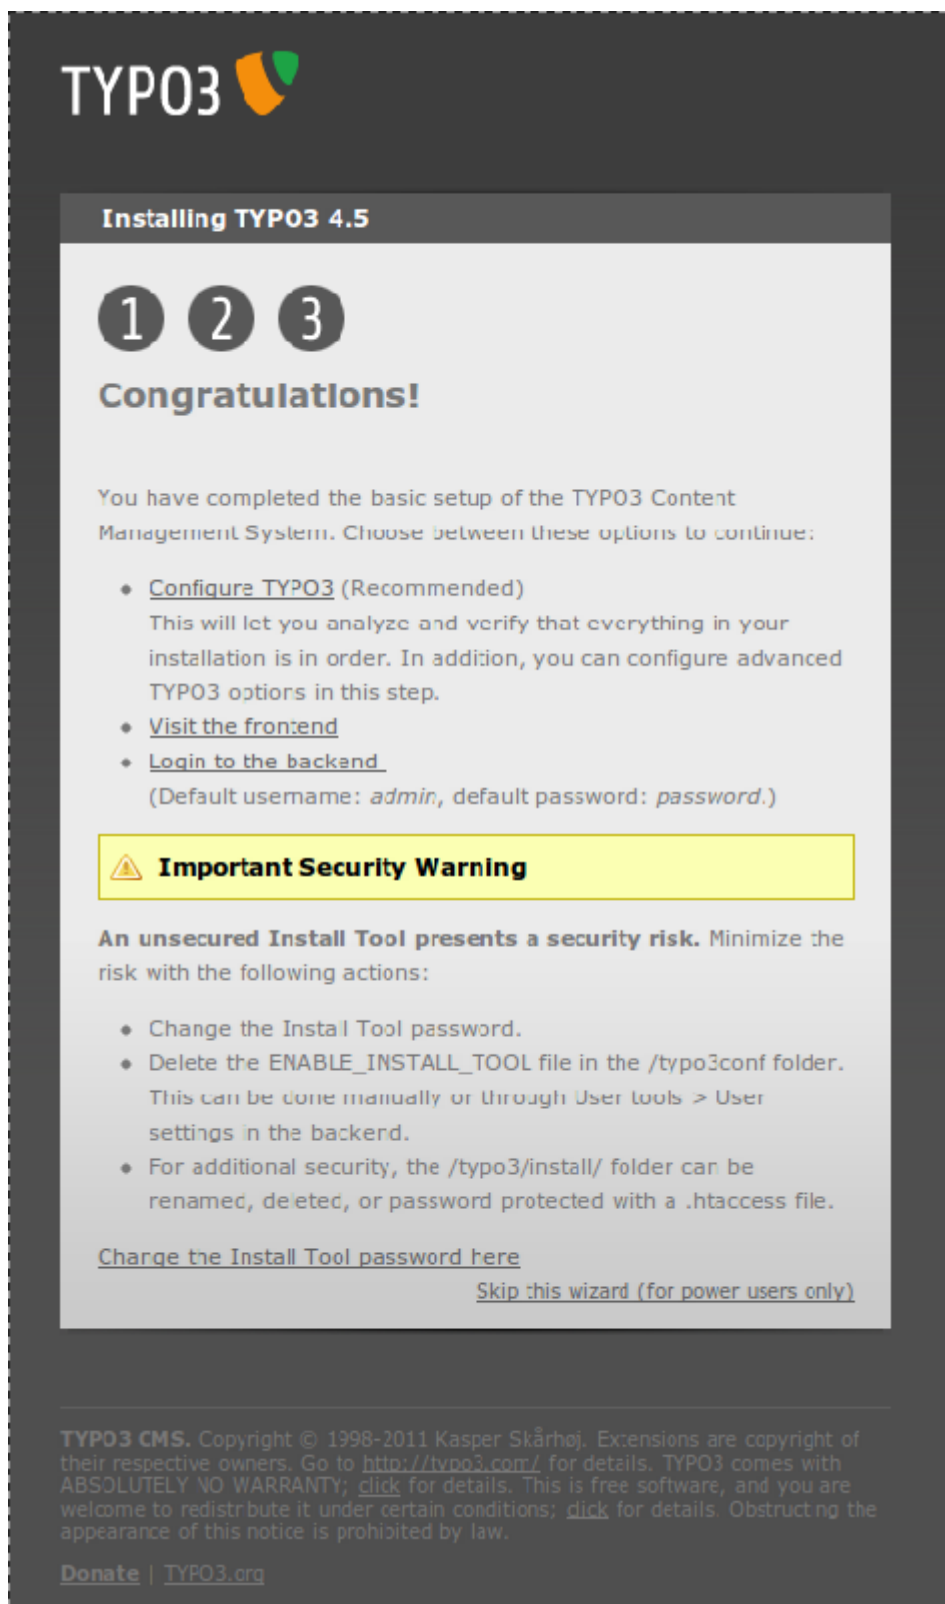 TYPO3
Installing TYPO3 4.5
1 2 3
Congratulations!
You have completed the basic setup of the TYPO3 Content
Management System. Choose between these options to continue:
• Configure TYPO3 (Recommended)
This will let you analyze and verify that everything in your
installation is in order. In addition, you can configure advanced
TYPO3 options in this step.
• Visit the frontend
• Login to the backend
(Default username: admin, default password: password.)
Important Security Warning
An unsecured Install Tool presents a security risk. Minimize the
risk with the following actions:
• Change the Install Tool password.
• Delete the ENABLE_INSTALL_TOOL file in the /typo3conf folder.
This can be done manually or through User tools > User
settings in the backend.
• For additional security, the /typo3/install/ folder can be
renamed, deleted, or password protected with a .htaccess file.
Change the Install Tool password here
Skip this wizard (for power users only)
TYPO3 CMS. Copyright © 1998-2011 Kasper Skårhøj. Extensions are copyright of
their respective owners. Go to http://typo3.com/ for details. TYPO3 comes with
ABSOLUTELY NO WARRANTY; click for details. This is free software, and you are
welcome to redistribute it under certain conditions; click for details. Obstructing the
appearance of this notice is prohibited by law.
Donate | TYPO3.org